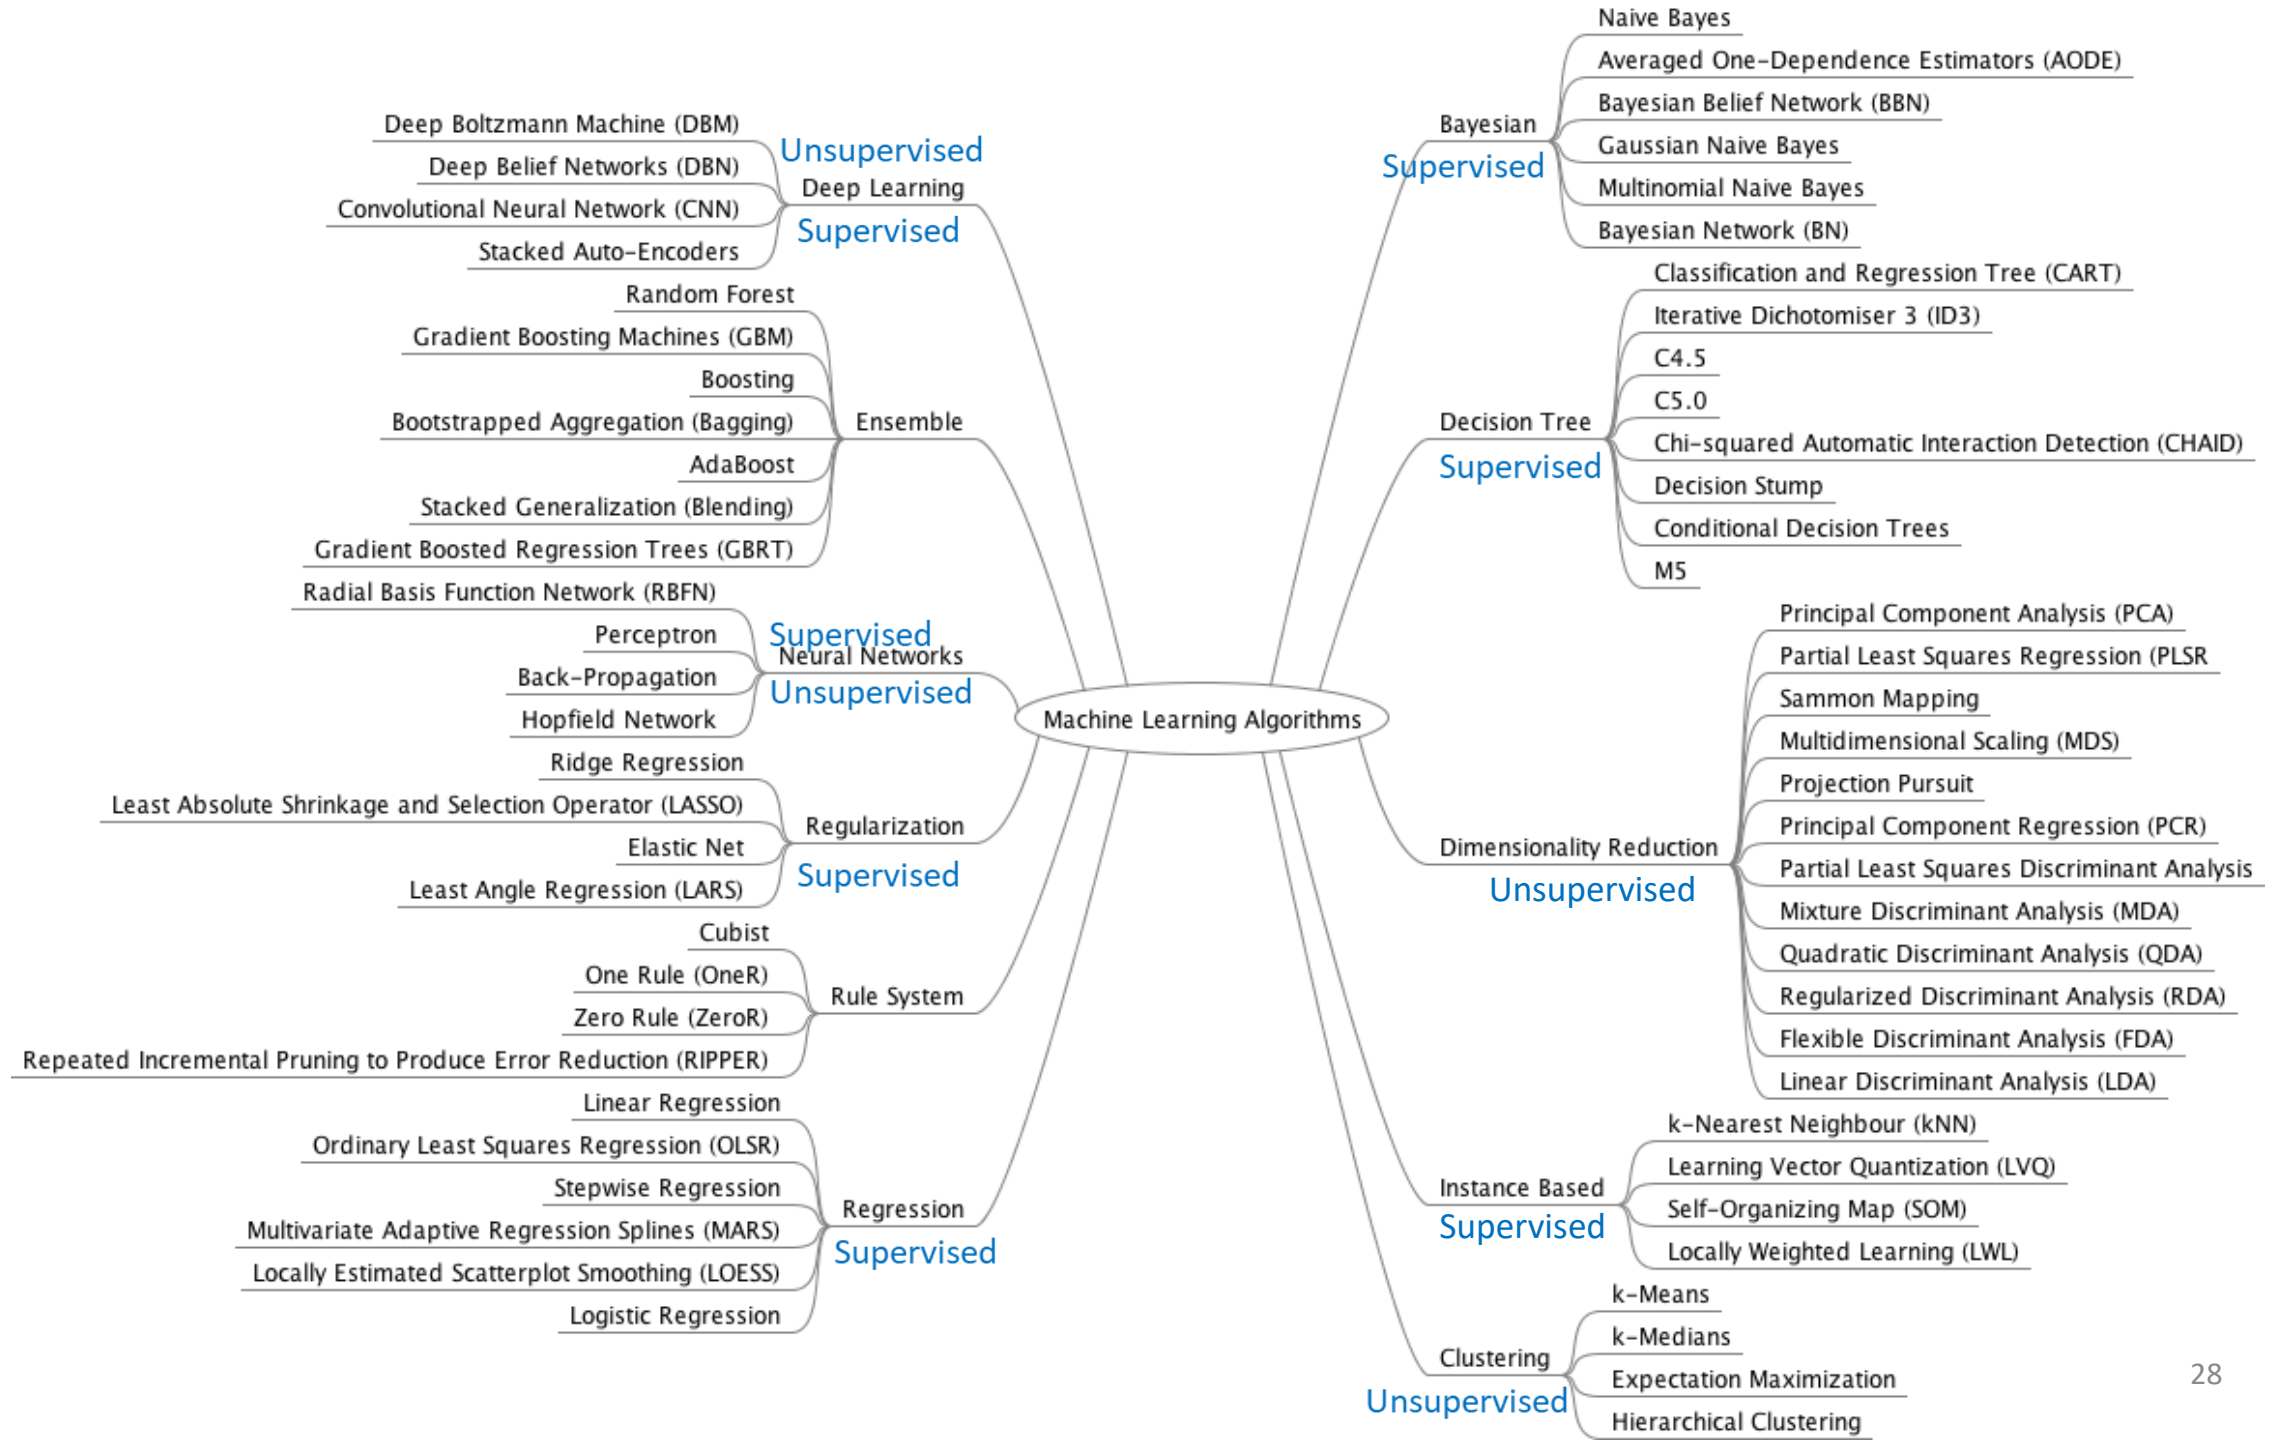 Deep Boltzmann Machine (DBM)
Deep Belief Networks (DBN)
Convolutional Neural Network (CNN)
Stacked Auto-Encoders
Unsupervised
Deep Learning
Supervised
Random Forest
Gradient Boosting Machines (GBM)
Boosting
Bootstrapped Aggregation (Bagging)
AdaBoost
Stacked Generalization (Blending)
Gradient Boosted Regression Trees (GBRT)
Ensemble
Radial Basis Function Network (RBFN)
Perceptron
Back-Propagation
Hopfield Network
Supervised
Neural Networks
Unsupervised
Ridge Regression
Least Absolute Shrinkage and Selection Operator (LASSO)
Elastic Net
Least Angle Regression (LARS)
Regularization
Supervised
Cubist
One Rule (OneR)
Zero Rule (ZeroR)
Repeated Incremental Pruning to Produce Error Reduction (RIPPER)
Rule System
Linear Regression
Ordinary Least Squares Regression (OLSR)
Stepwise Regression
Multivariate Adaptive Regression Splines (MARS)
Locally Estimated Scatterplot Smoothing (LOESS)
Logistic Regression
Regression
Supervised
Machine Learning Algorithms
Bayesian
Supervised
Naive Bayes
Averaged One-Dependence Estimators (AODE)
Bayesian Belief Network (BBN)
Gaussian Naive Bayes
Multinomial Naive Bayes
Bayesian Network (BN)
Decision Tree
Supervised
Classification and Regression Tree (CART)
Iterative Dichotomiser 3 (ID3)
C4.5
C5.0
Chi-squared Automatic Interaction Detection (CHAID)
Decision Stump
Conditional Decision Trees
M5
Dimensionality Reduction
Unsupervised
Principal Component Analysis (PCA)
Partial Least Squares Regression (PLSR
Sammon Mapping
Multidimensional Scaling (MDS)
Projection Pursuit
Principal Component Regression (PCR)
Partial Least Squares Discriminant Analysis
Mixture Discriminant Analysis (MDA)
Quadratic Discriminant Analysis (QDA)
Regularized Discriminant Analysis (RDA)
Flexible Discriminant Analysis (FDA)
Linear Discriminant Analysis (LDA)
Instance Based
Supervised
k-Nearest Neighbour (kNN)
Learning Vector Quantization (LVQ)
Self-Organizing Map (SOM)
Locally Weighted Learning (LWL)
Clustering
Unsupervised
k-Means
k-Medians
Expectation Maximization
Hierarchical Clustering
28